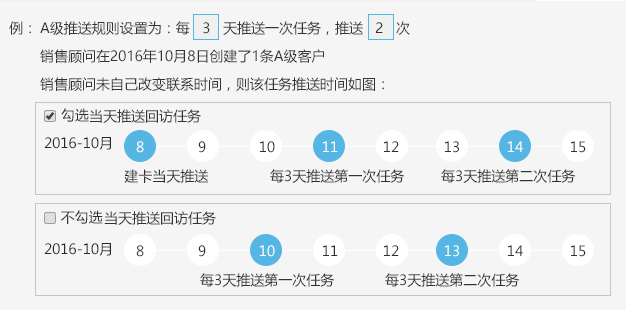 例： A级推送规则设置为：每 3 天推送一次任务，推送 2 次
销售顾问在2016年10月8日创建了1条A级客户
销售顾问未自己改变联系时间，则该任务推送时间如图：
勾选当天推送回访任务
2016-10月 8 9 10 11 12 13 14 15
建卡当天推送 每3天推送第一次任务 每3天推送第二次任务
不勾选当天推送回访任务
2016-10月 8 9 10 11 12 13 14 15
每3天推送第一次任务 每3天推送第二次任务